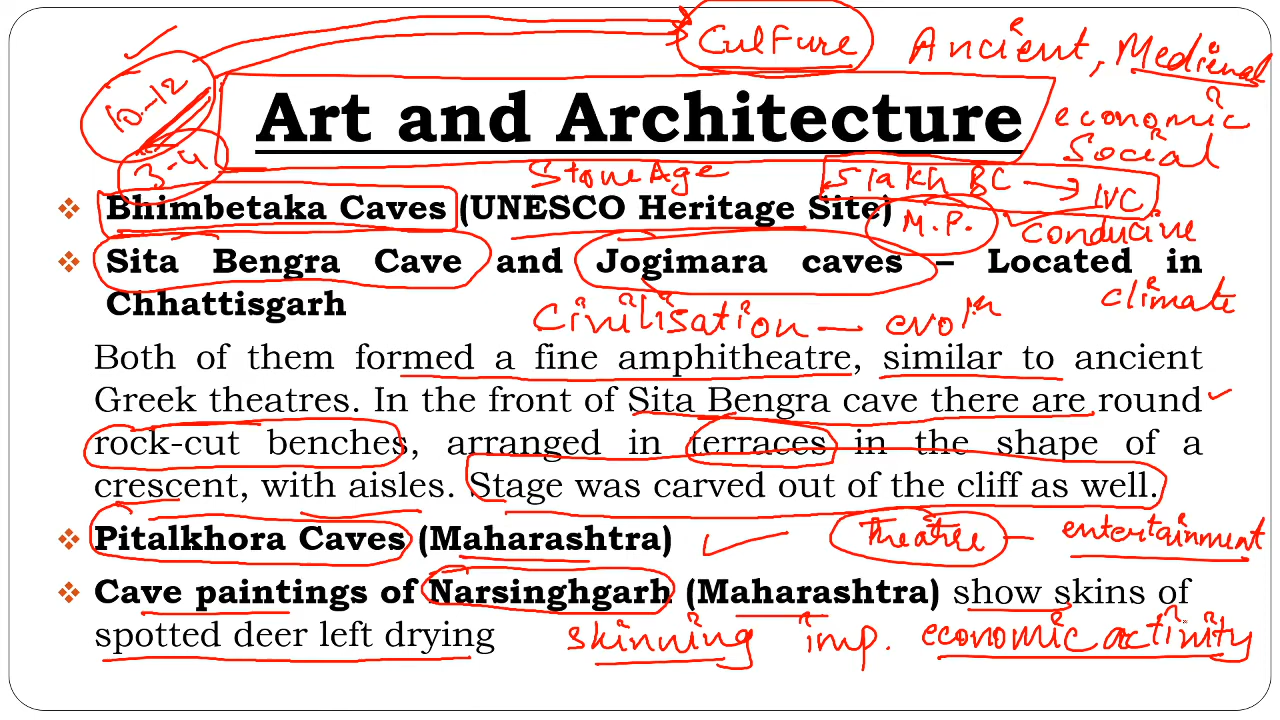 Culture Ancient, Medieval
10-12
Art and Architecture
economic
Social
3-4
Stone Age
BC → IVC
❖ Bhimbetaka Caves (UNESCO Heritage Site)
M.P.
Conducive
❖ Sita Bengra Cave and Jogimara caves – Located in
Chhattisgarh
climate
Civilisation —
Both of them formed a fine amphitheatre, similar to ancient
Greek theatres. In the front of Sita Bengra cave there are round
rock-cut benches, arranged in terraces in the shape of a
crescent, with aisles. Stage was carved out of the cliff as well.
❖ Pitalkhora Caves (Maharashtra)
Theatre — entertainment
❖ Cave paintings of Narsinghgarh (Maharashtra) show skins of
spotted deer left drying
skinning imp. economic activity